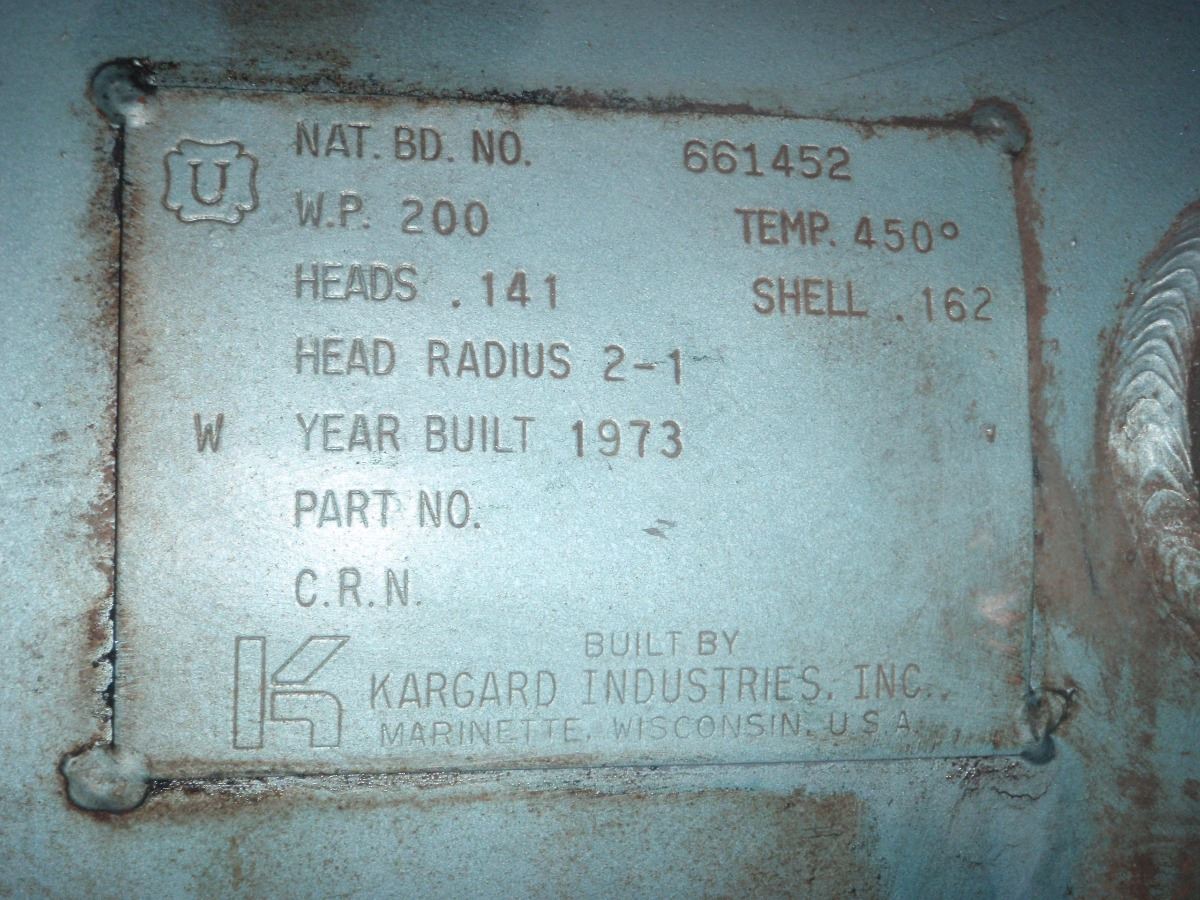 U NAT. BD. NO. 661452
W.P. 200 TEMP. 450°
HEADS .141 SHELL .162
HEAD RADIUS 2-1
W YEAR BUILT 1973
PART NO.
C.R.N.
K BUILT BY
KARGARD INDUSTRIES, INC.
MARINETTE, WISCONSIN, U.S.A.